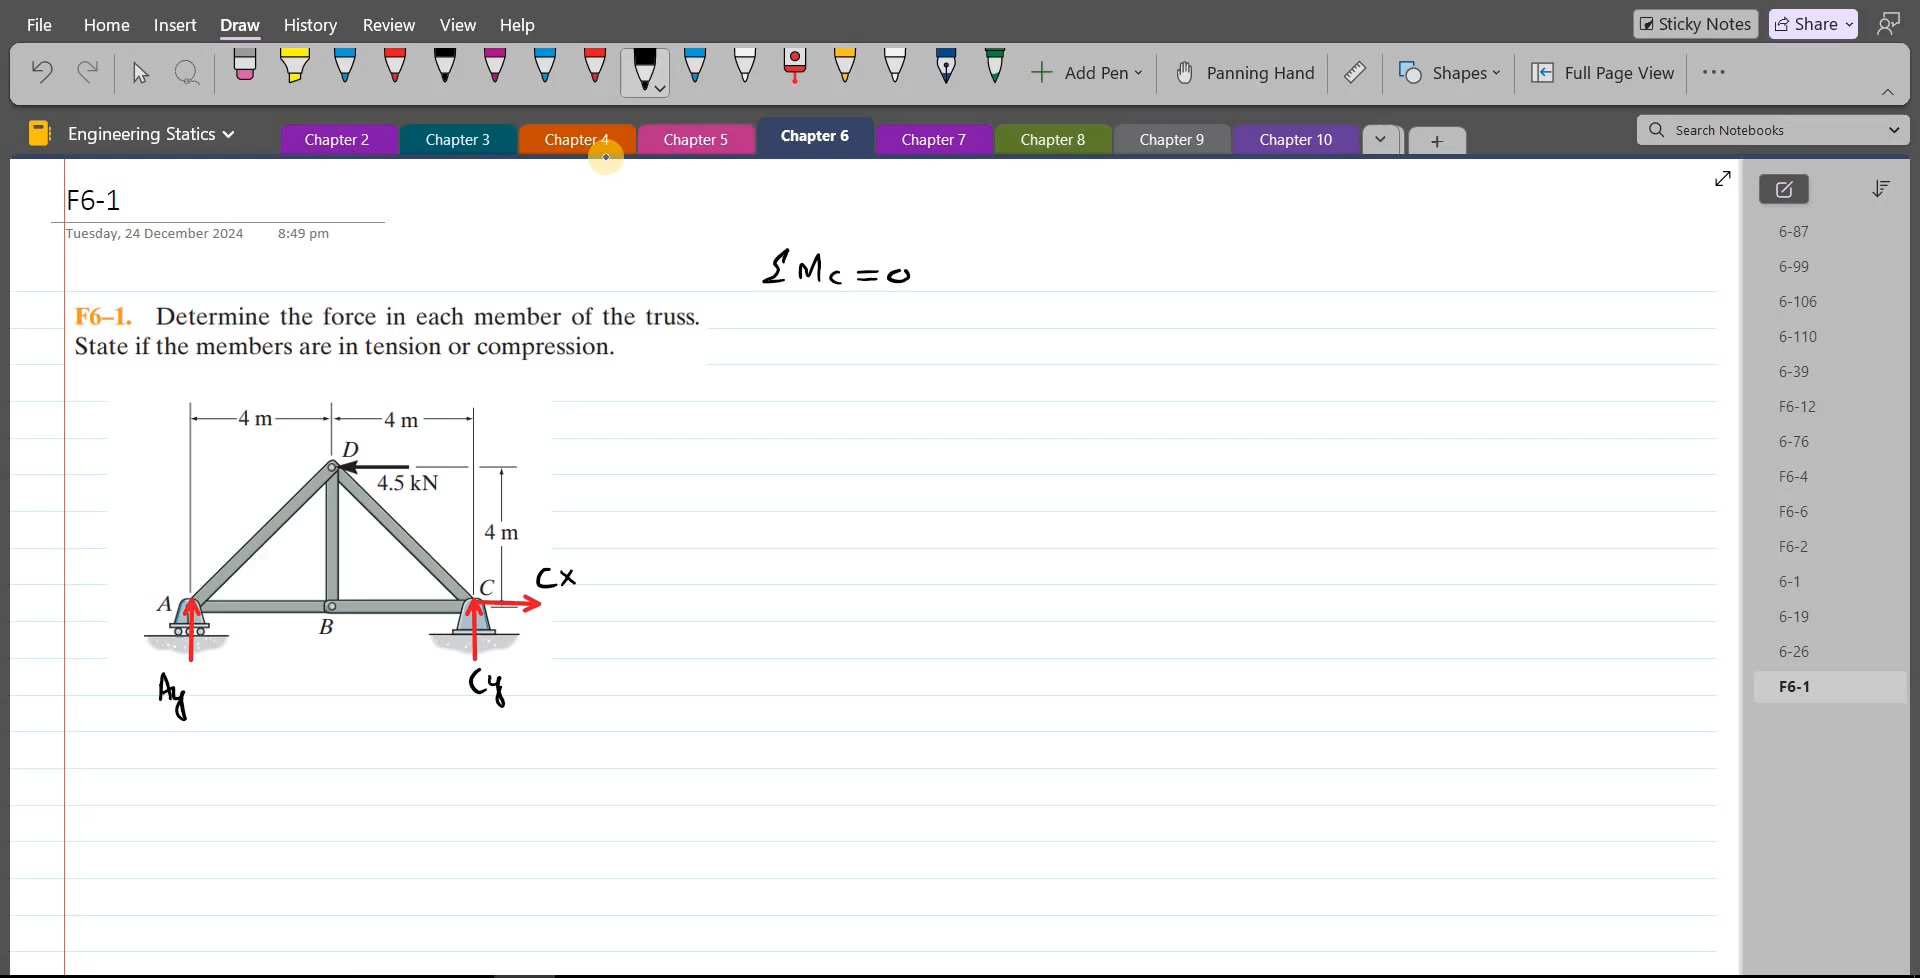 File Home Insert Draw History Review View Help
Sticky Notes Share
Add Pen Panning Hand Shapes Full Page View
Engineering Statics
Chapter 2 Chapter 3 Chapter 4 Chapter 5 Chapter 6 Chapter 7 Chapter 8 Chapter 9 Chapter 10
Search Notebooks
F6-1
Tuesday, 24 December 2024 8:49 pm
ΣMc = 0
F6–1. Determine the force in each member of the truss.
State if the members are in tension or compression.
4 m 4 m
D
4.5 kN
4 m
A
B
C
Cx
Ay
Cy
6-87
6-99
6-106
6-110
6-39
F6-12
6-76
F6-4
F6-6
F6-2
6-1
6-19
6-26
F6-1